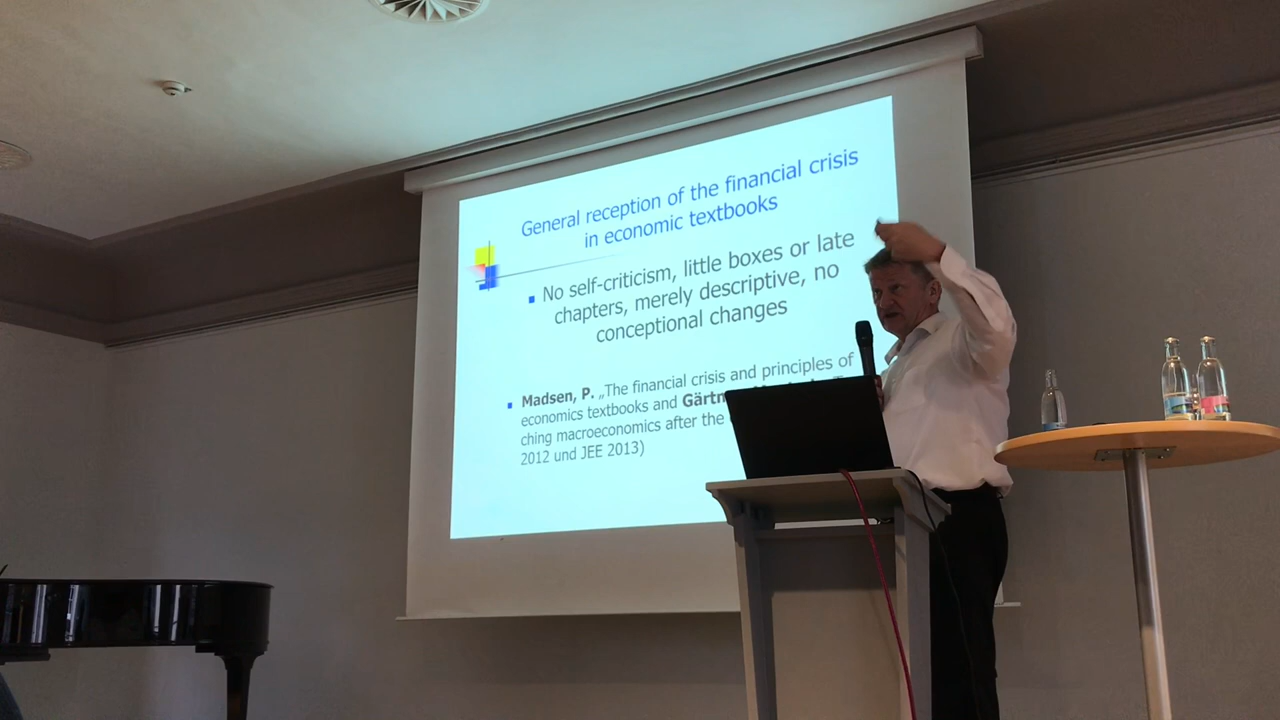 General reception of the financial crisis
in economic textbooks
No self-criticism, little boxes or late
chapters, merely descriptive, no
conceptual changes
Madsen, P. „The financial crisis and principles of
economics textbooks and
ching macroeconomics after the
2012 und JEE 2013)